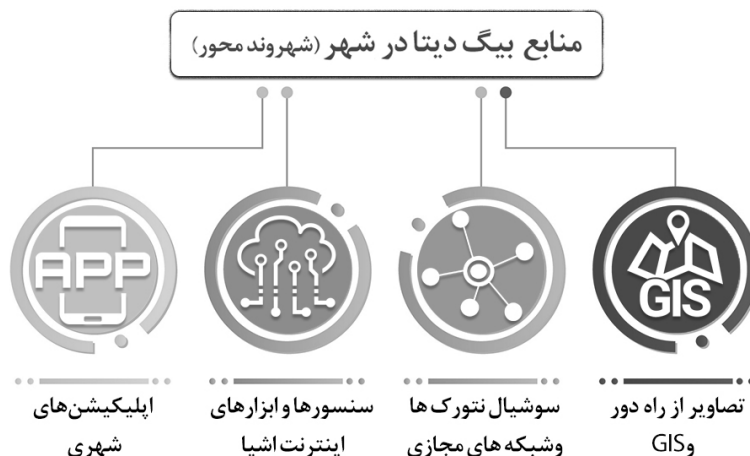 منابع بیگ دیتا در شهر (شهروند محور)
GIS
تصاویر از راه دور
وGIS
سوشیال نتورک ها
وشبکه های مجازی
سنسورها و ابزارهای
اینترنت اشیا
APP
اپلیکیشن‌های
شهری